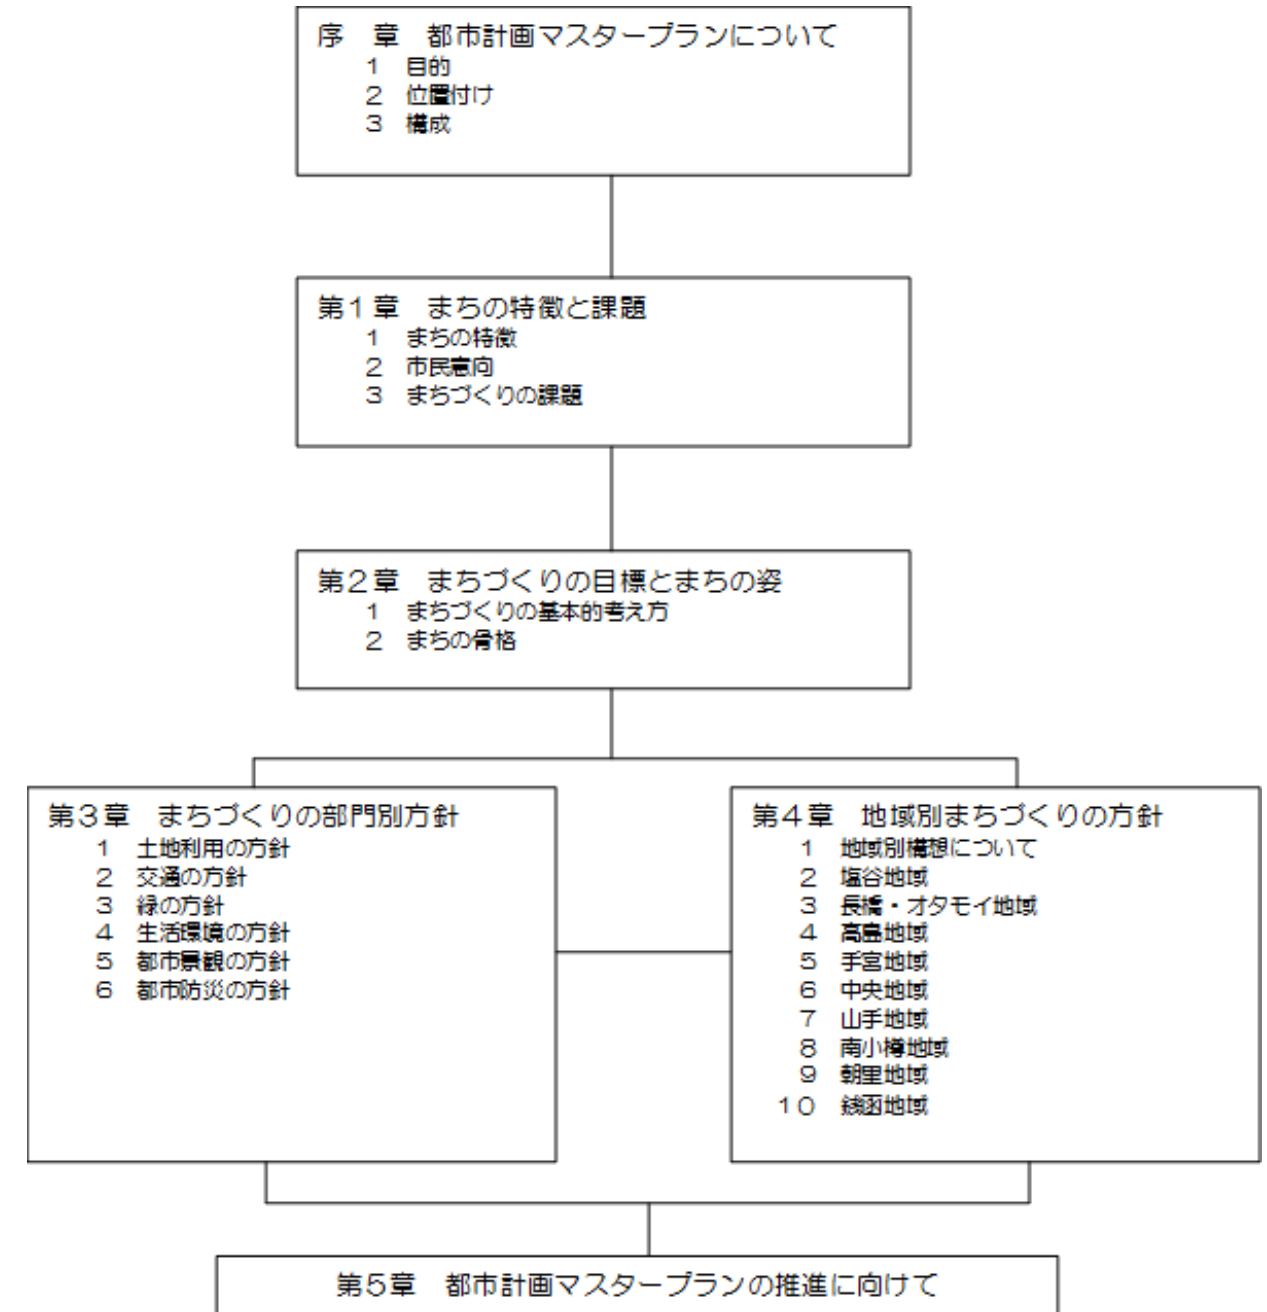 序　章　都市計画マスタープランについて
１　目的
２　位置付け
３　構成
第１章　まちの特徴と課題
１　まちの特徴
２　市民意向
３　まちづくりの課題
第２章　まちづくりの目標とまちの姿
１　まちづくりの基本的考え方
２　まちの骨格
第３章　まちづくりの部門別方針
１　土地利用の方針
２　交通の方針
３　緑の方針
４　生活環境の方針
５　都市景観の方針
６　都市防災の方針
第４章　地域別まちづくりの方針
１　地域別構想について
２　塩谷地域
３　長橋・オタモイ地域
４　高島地域
５　手宮地域
６　中央地域
７　山手地域
８　南小樽地域
９　朝里地域
１０　銭函地域
第５章　都市計画マスタープランの推進に向けて